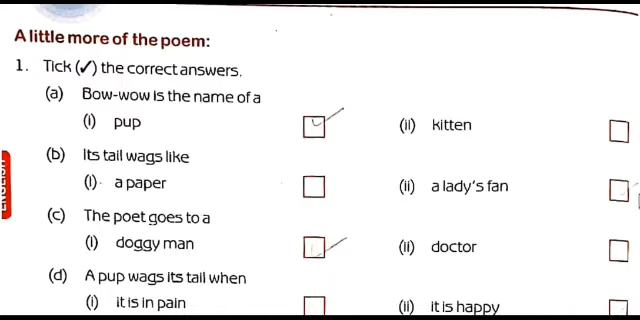 A little more of the poem:
1. Tick (✓) the correct answers.
(a) Bow-wow is the name of a
(i) pup (ii) kitten
(b) Its tail wags like
(i) a paper (ii) a lady's fan
(c) The poet goes to a
(i) doggy man (ii) doctor
(d) A pup wags its tail when
(i) it is in pain (ii) it is happy
ENGLISH